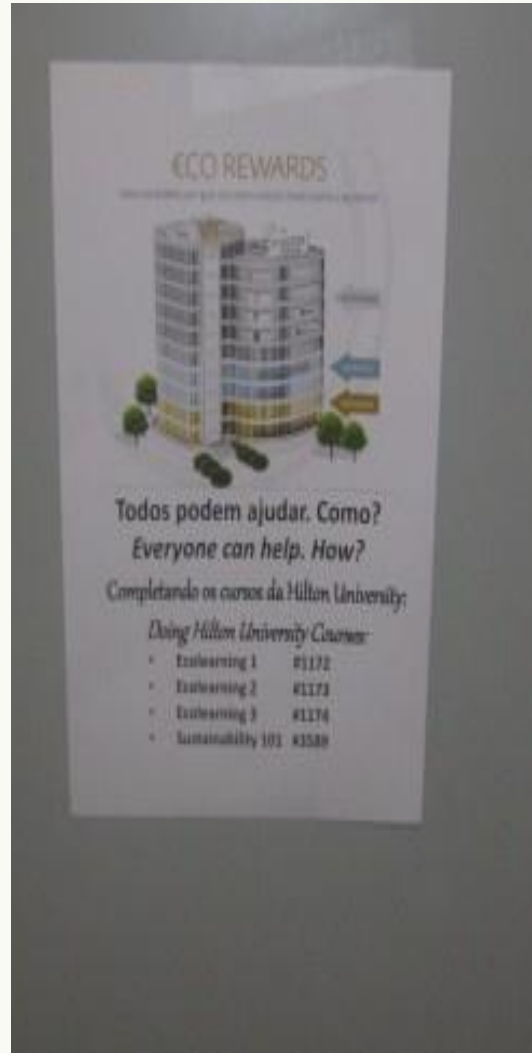 €CO REWARDS
Todos podem ajudar. Como?
Everyone can help. How?
Completando os cursos da Hilton University:
Doing Hilton University Courses:
• Ecolearning 1 #1172
• Ecolearning 2 #1173
• Ecolearning 3 #1174
• Sustainability 101 #3589